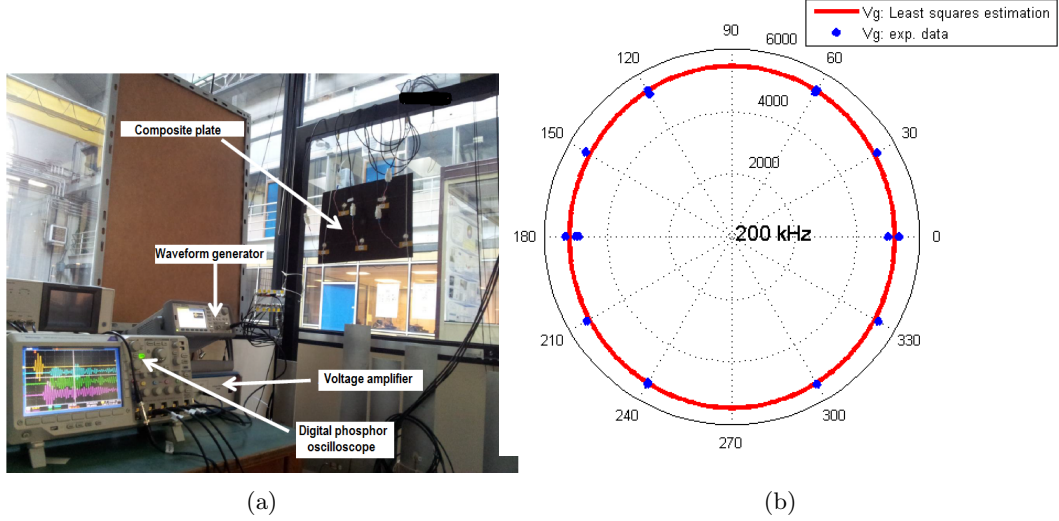 Composite plate
Waveform generator
Voltage amplifier
Digital phosphor
oscilloscope
(a)
Vg: Least squares estimation
Vg: exp. data
90
6000
120
60
4000
150
30
2000
180
200 kHz
0
210
330
240
300
270
(b)